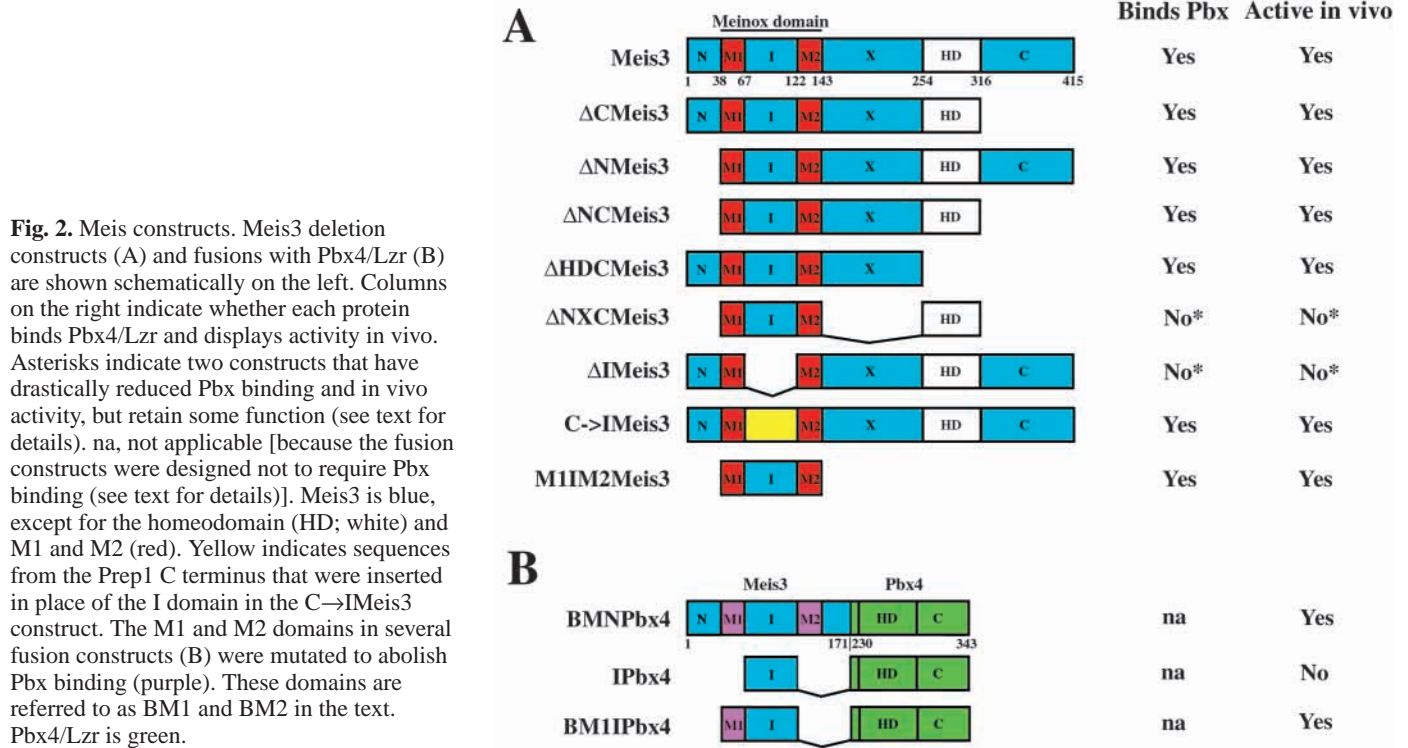 Fig. 2. Meis constructs. Meis3 deletion
constructs (A) and fusions with Pbx4/Lzr (B)
are shown schematically on the left. Columns
on the right indicate whether each protein
binds Pbx4/Lzr and displays activity in vivo.
Asterisks indicate two constructs that have
drastically reduced Pbx binding and in vivo
activity, but retain some function (see text for
details). na, not applicable [because the fusion
constructs were designed not to require Pbx
binding (see text for details)]. Meis3 is blue,
except for the homeodomain (HD; white) and
M1 and M2 (red). Yellow indicates sequences
from the Prep1 C terminus that were inserted
in place of the I domain in the C→IMeis3
construct. The M1 and M2 domains in several
fusion constructs (B) were mutated to abolish
Pbx binding (purple). These domains are
referred to as BM1 and BM2 in the text.
Pbx4/Lzr is green.
A
Meinox domain
Binds Pbx Active in vivo
Meis3 N M1 I M2 X HD C Yes Yes
1 38 67 122 143 254 316 415
ΔCMeis3 N M1 I M2 X HD Yes Yes
ΔNMeis3 M1 I M2 X HD C Yes Yes
ΔNCMeis3 M1 I M2 X HD Yes Yes
ΔHDCMeis3 N M1 I M2 X Yes Yes
ΔNXCMeis3 M1 I M2 HD No* No*
ΔIMeis3 N M1 M2 X HD C No* No*
C->IMeis3 N M1 M2 X HD C Yes Yes
M1IM2Meis3 M1 I M2 Yes Yes
B
Meis3 Pbx4
BMNPbx4 N M1 I M2 HD C na Yes
1 171|230 343
IPbx4 I HD C na No
BM1IPbx4 M1 I HD C na Yes